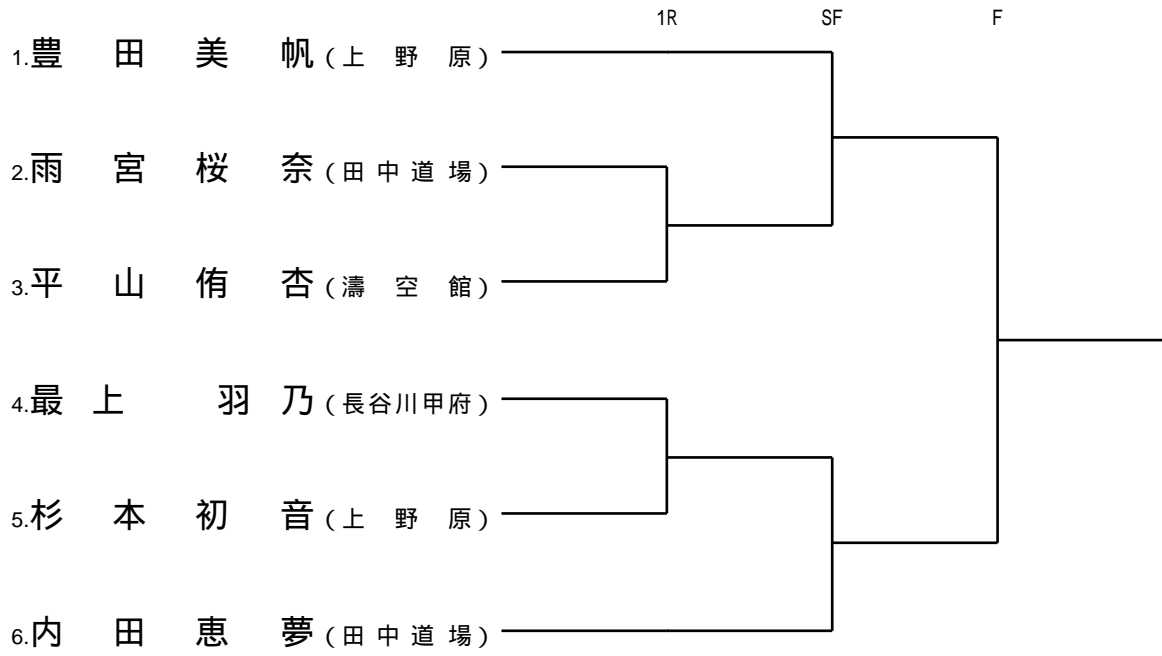 1R SF F
1.豊田美帆(上野原)
2.雨宮桜奈(田中道場)
3.平山侑杏(濤空館)
4.最上 羽乃(長谷川甲府)
5.杉本初音(上野原)
6.内田恵夢(田中道場)